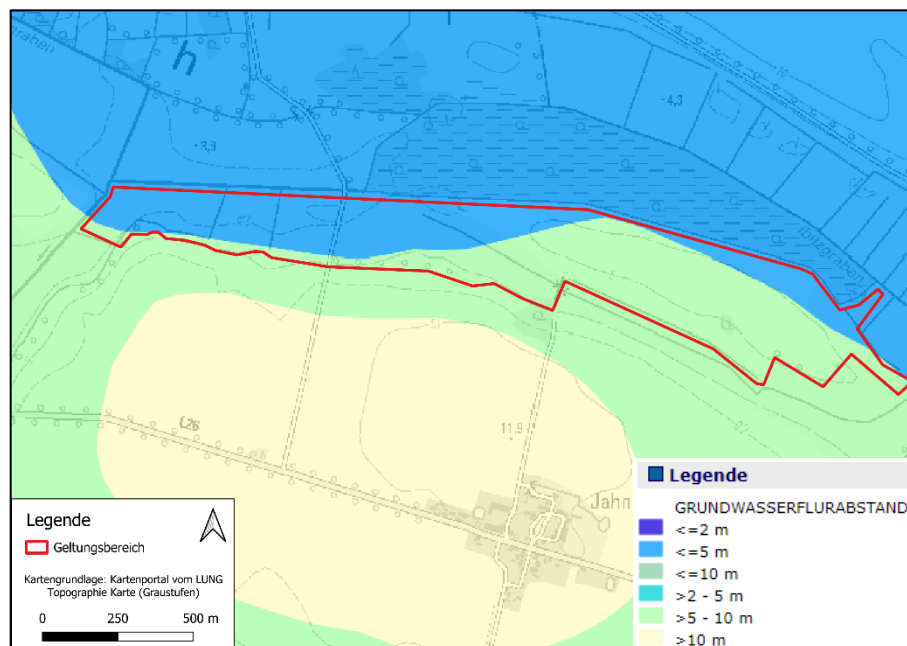 graben
h
4,3
3,9
Ibitzgraben
L26
11.9
Jahn
Legende
Geltungsbereich
Kartengrundlage: Kartenportal vom LUNG
Topographie Karte (Graustufen)
0 250 500 m
Legende
GRUNDWASSERFLURABSTAND
<=2 m
<=5 m
<=10 m
>2 - 5 m
>5 - 10 m
>10 m